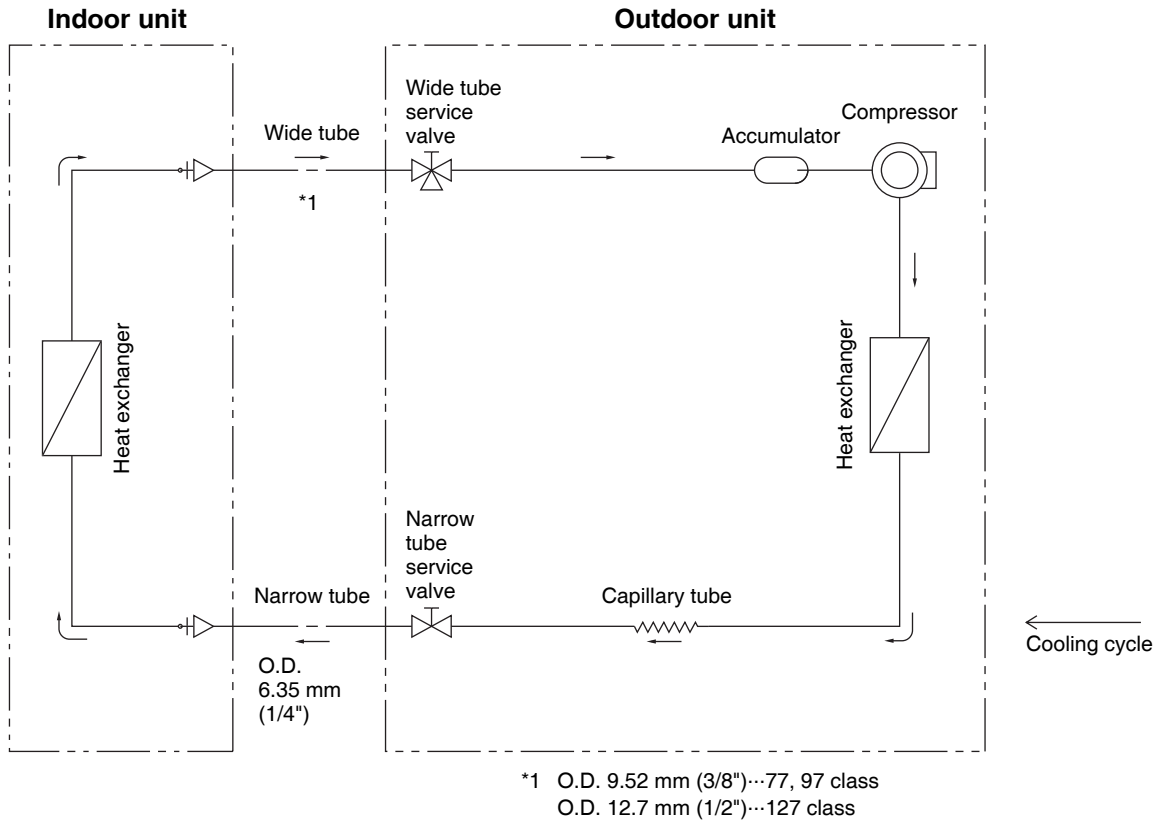 Indoor unit
Outdoor unit
Wide tube
service
valve
Compressor
Wide tube
Accumulator
*1
Heat exchanger
Heat exchanger
Narrow
tube
service
valve
Narrow tube
Capillary tube
Cooling cycle
O.D.
6.35 mm
(1/4")
*1 O.D. 9.52 mm (3/8")···77, 97 class
O.D. 12.7 mm (1/2")···127 class